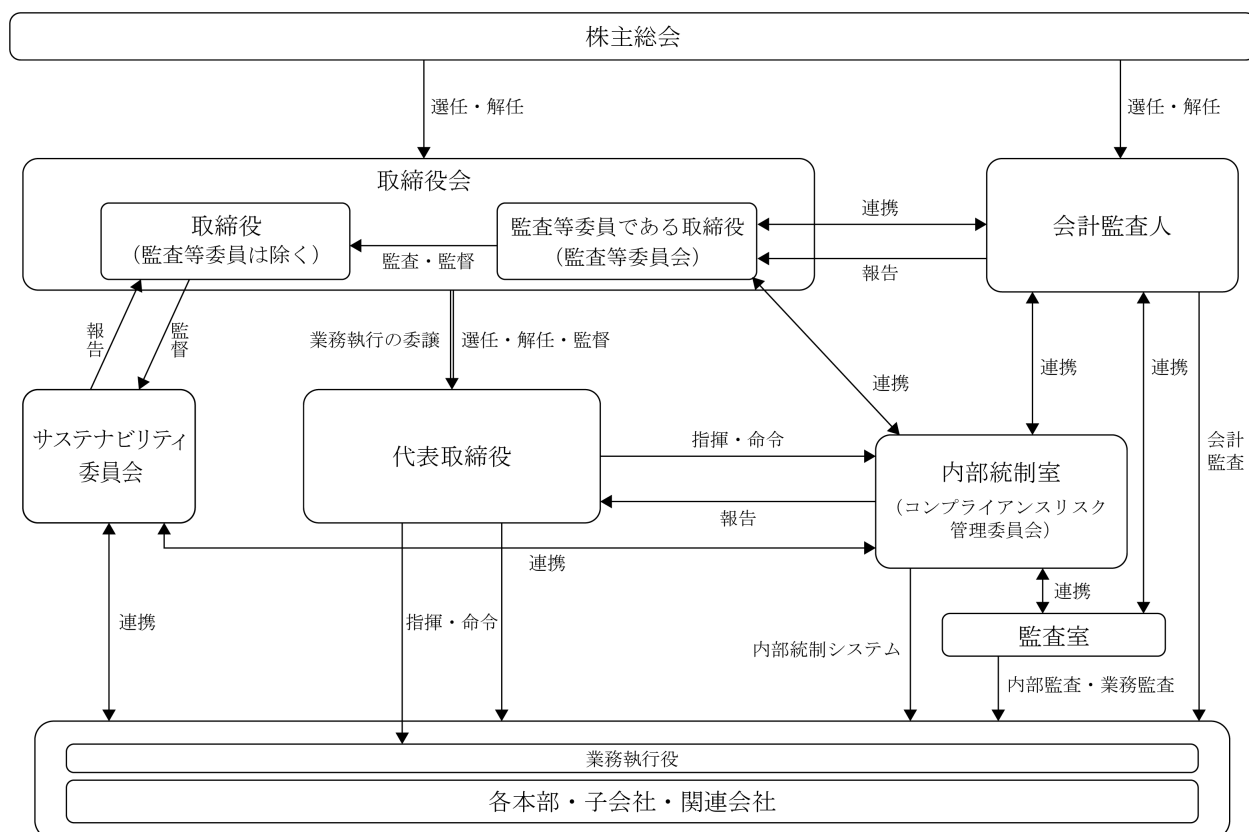 株主総会
選任・解任
選任・解任
取締役会
取締役
（監査等委員は除く）
監査等委員である取締役
（監査等委員会）
監査・監督
連携
報告
会計監査人
報告
監督
業務執行の委譲
選任・解任・監督
連携
連携
連携
会計
監査
サステナビリティ
委員会
代表取締役
指揮・命令
報告
内部統制室
（コンプライアンスリスク
管理委員会）
連携
連携
連携
指揮・命令
内部統制システム
監査室
内部監査・業務監査
業務執行役
各本部・子会社・関連会社